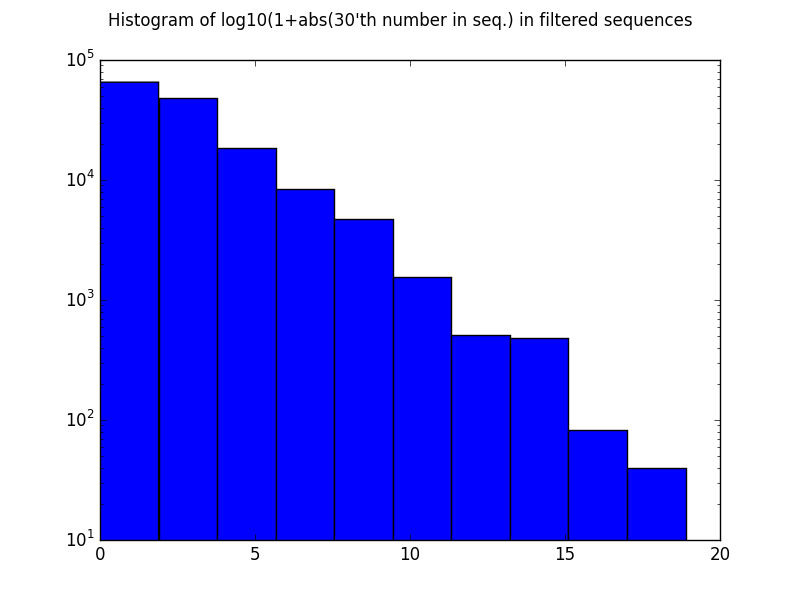 Histogram of log10(1+abs(30'th number in seq.) in filtered sequences
10^5
10^4
10^3
10^2
10^1
0 5 10 15 20